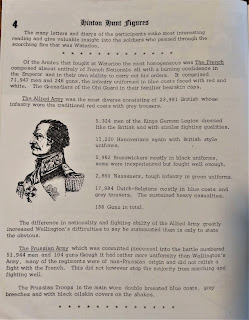 4
Hinton Hunt Figures
The many letters and diarys of the participants make most interesting
reading and give valuable insight into the soldiers who passed through the
scorching fire that was Waterloo.
Of the Armies that fought at Waterloo the most homogeneous was The French
composed almost entirely of French Nationals all with a burning confidence in
the Emperor and in their own ability to carry out his orders. It comprised
71,947 men and 246 guns, the infantry uniforms in blue coats faced with red and
white. The Grenadiers of the Old Guard in their familiar bearskin caps.
The Allied Army was the most diverse consisting of 23,991 British whose
infantry wore the traditional red coats with grey trousers.
5,824 men of the Kings German Legion dressed
like the British and with similar fighting qualities.
11,220 Hanoverians again with British style
uniforms.
5,962 Brunswickers mostly in black uniforms,
some were inexperienced but fought well enough.
2,880 Nassauers, tough infantry in green uniforms.
17,784 Dutch-Belgians mostly in blue coats and
grey trousers. The sustained heavy casualties.
156 Guns in total.
The difference in nationality and fighting ability of the Allied Army greatly
increased Wellington's difficulties to say he outmatched them is only to state
the obvious.
The Prussian Army which was committed piecemeal into the battle numbered
51,944 men and 104 guns though it had rather more uniformity than Wellington's
Army, many of the regiments were of non-Prussian origin and did not relish a
fight with the French. This did not however stop the majority from marching and
fighting well.
The Prussian Troops in the main wore double breasted blue coats, grey
breeches and with black oilskin covers on the shakos.